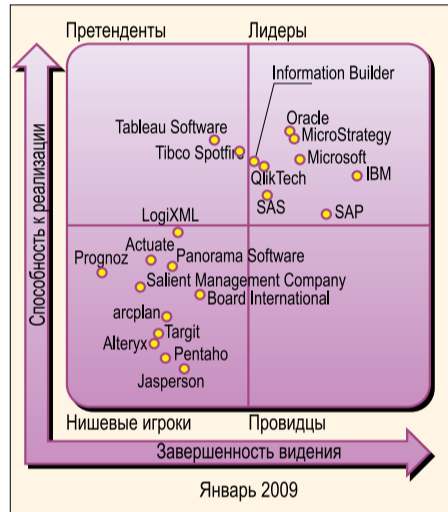 Претенденты
Лидеры
Information Builder
Oracle
Tableau Software
MicroStrategy
Tibco Spotfire
Microsoft
QlikTech
IBM
SAS
SAP
LogiXML
Actuate
Prognoz
Panorama Software
Salient Management Company
Board International
arcplan
Targit
Alteryx
Pentaho
Jasperson
Способность к реализации
Нишевые игроки
Провидцы
Завершенность видения
Январь 2009